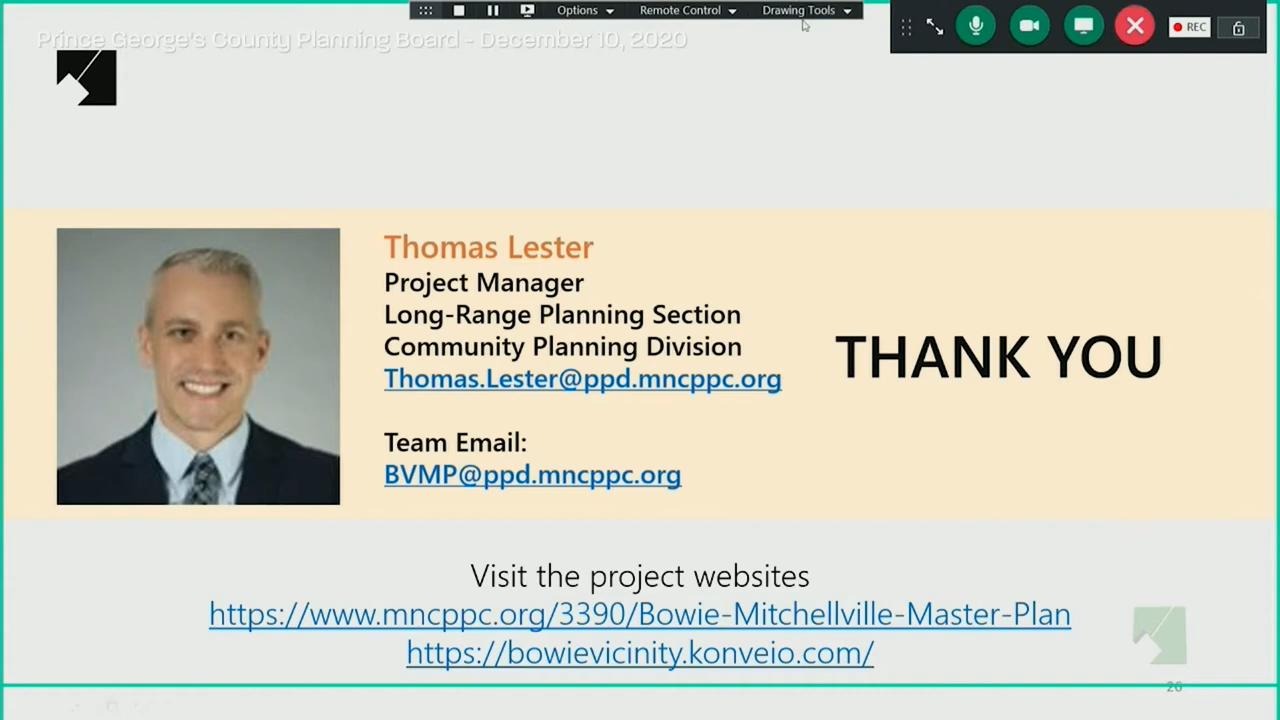 Options
Remote Control
Drawing Tools
REC
Prince George's County Planning Board - December 10, 2020
Thomas Lester
Project Manager
Long-Range Planning Section
Community Planning Division
Thomas.Lester@ppd.mncppc.org
THANK YOU
Team Email:
BVMP@ppd.mncppc.org
Visit the project websites
https://www.mncppc.org/3390/Bowie-Mitchellville-Master-Plan
https://bowievicinity.konveio.com/
26